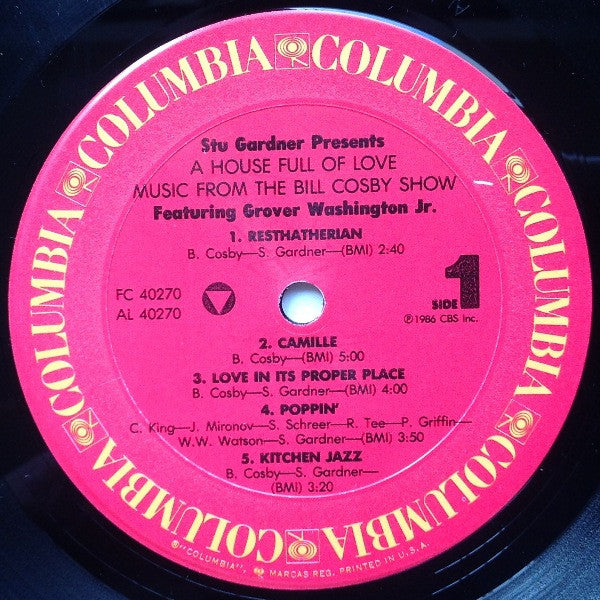 COLUMBIA COLUMBIA COLUMBIA COLUMBIA COLUMBIA COLUMBIA
Stu Gardner Presents
A HOUSE FULL OF LOVE
MUSIC FROM THE BILL COSBY SHOW
Featuring Grover Washington Jr.
1. RESTHATHERIAN
B. Cosby—S. Gardner—(BMI) 2:40
FC 40270
AL 40270
SIDE 1
℗1986 CBS Inc.
2. CAMILLE
B. Cosby—(BMI) 5:00
3. LOVE IN ITS PROPER PLACE
B. Cosby—S. Gardner—(BMI) 4:00
4. POPPIN'
C. King—J. Mironov—S. Schreer—R. Tee—P. Griffin—
W.W. Watson—S. Gardner—(BMI) 3:50
5. KITCHEN JAZZ
B. Cosby—S. Gardner—
(BMI) 3:20
®"COLUMBIA", MARCAS REG. PRINTED IN U.S.A.